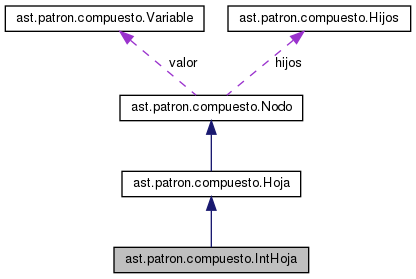 ast.patron.compuesto.Variable
ast.patron.compuesto.Hijos
valor
hijos
ast.patron.compuesto.Nodo
ast.patron.compuesto.Hoja
ast.patron.compuesto.IntHoja